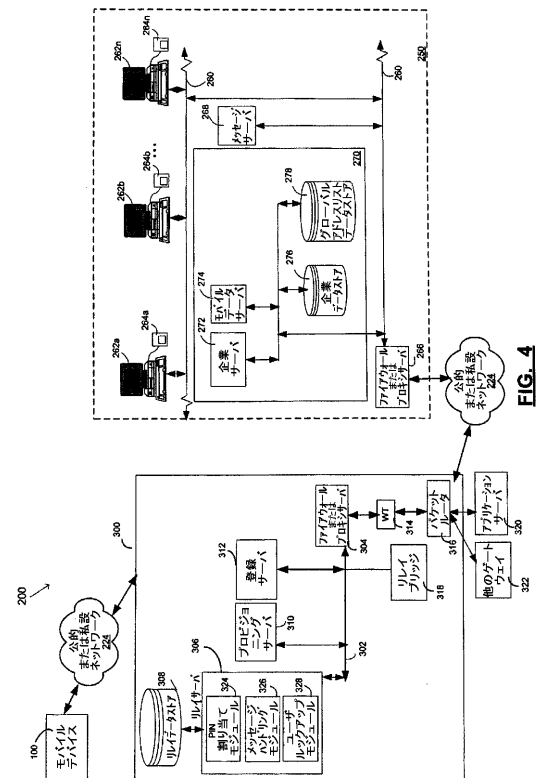 200
100
モバイル
デバイス
公的
または私設
ネットワーク
224
300
308
リレイデータストア
リレイサーバ
306
PIN
割り当て
モジュール
324
メッセージ
ハンドリング
モジュール
326
ユーザ
ルックアップ
モジュール
328
プロビジョ
ニングサーバ
310
登録
サーバ
312
302
リレイ
ブリッジ
318
ファイアウォール
または
プロキシサーバ
304
WT
314
パケット
ルータ
316
アプリケーション
サーバ
320
他のゲート
ウェイ
322
公的
または私設
ネットワーク
224
262a
264a
262b
264b
...
262n
264n
260
268
メッセージ
サーバ
272
企業
サーバ
274
モバイル
データ
サーバ
276
企業
データストア
278
グローバル
アドレスリスト
データストア
270
260
250
ファイアウォール
または
プロキシサーバ
266
FIG. 4